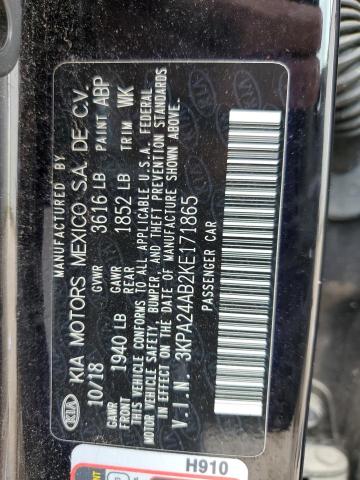 MANUFACTURED BY
KIA KIA MOTORS MEXICO S.A. DE C.V.
10/18 GVWR 3616 LB PAINT ABP
GAWR FRONT 1940 LB GAWR REAR 1852 LB TRIM WK
THIS VEHICLE CONFORMS TO ALL APPLICABLE U.S.A. FEDERAL
MOTOR VEHICLE SAFETY, BUMPER, AND THEFT PREVENTION STANDARDS
IN EFFECT ON THE DATE OF MANUFACTURE SHOWN ABOVE.
V.I.N. 3KPA24AB2KE171865
PASSENGER CAR
H910